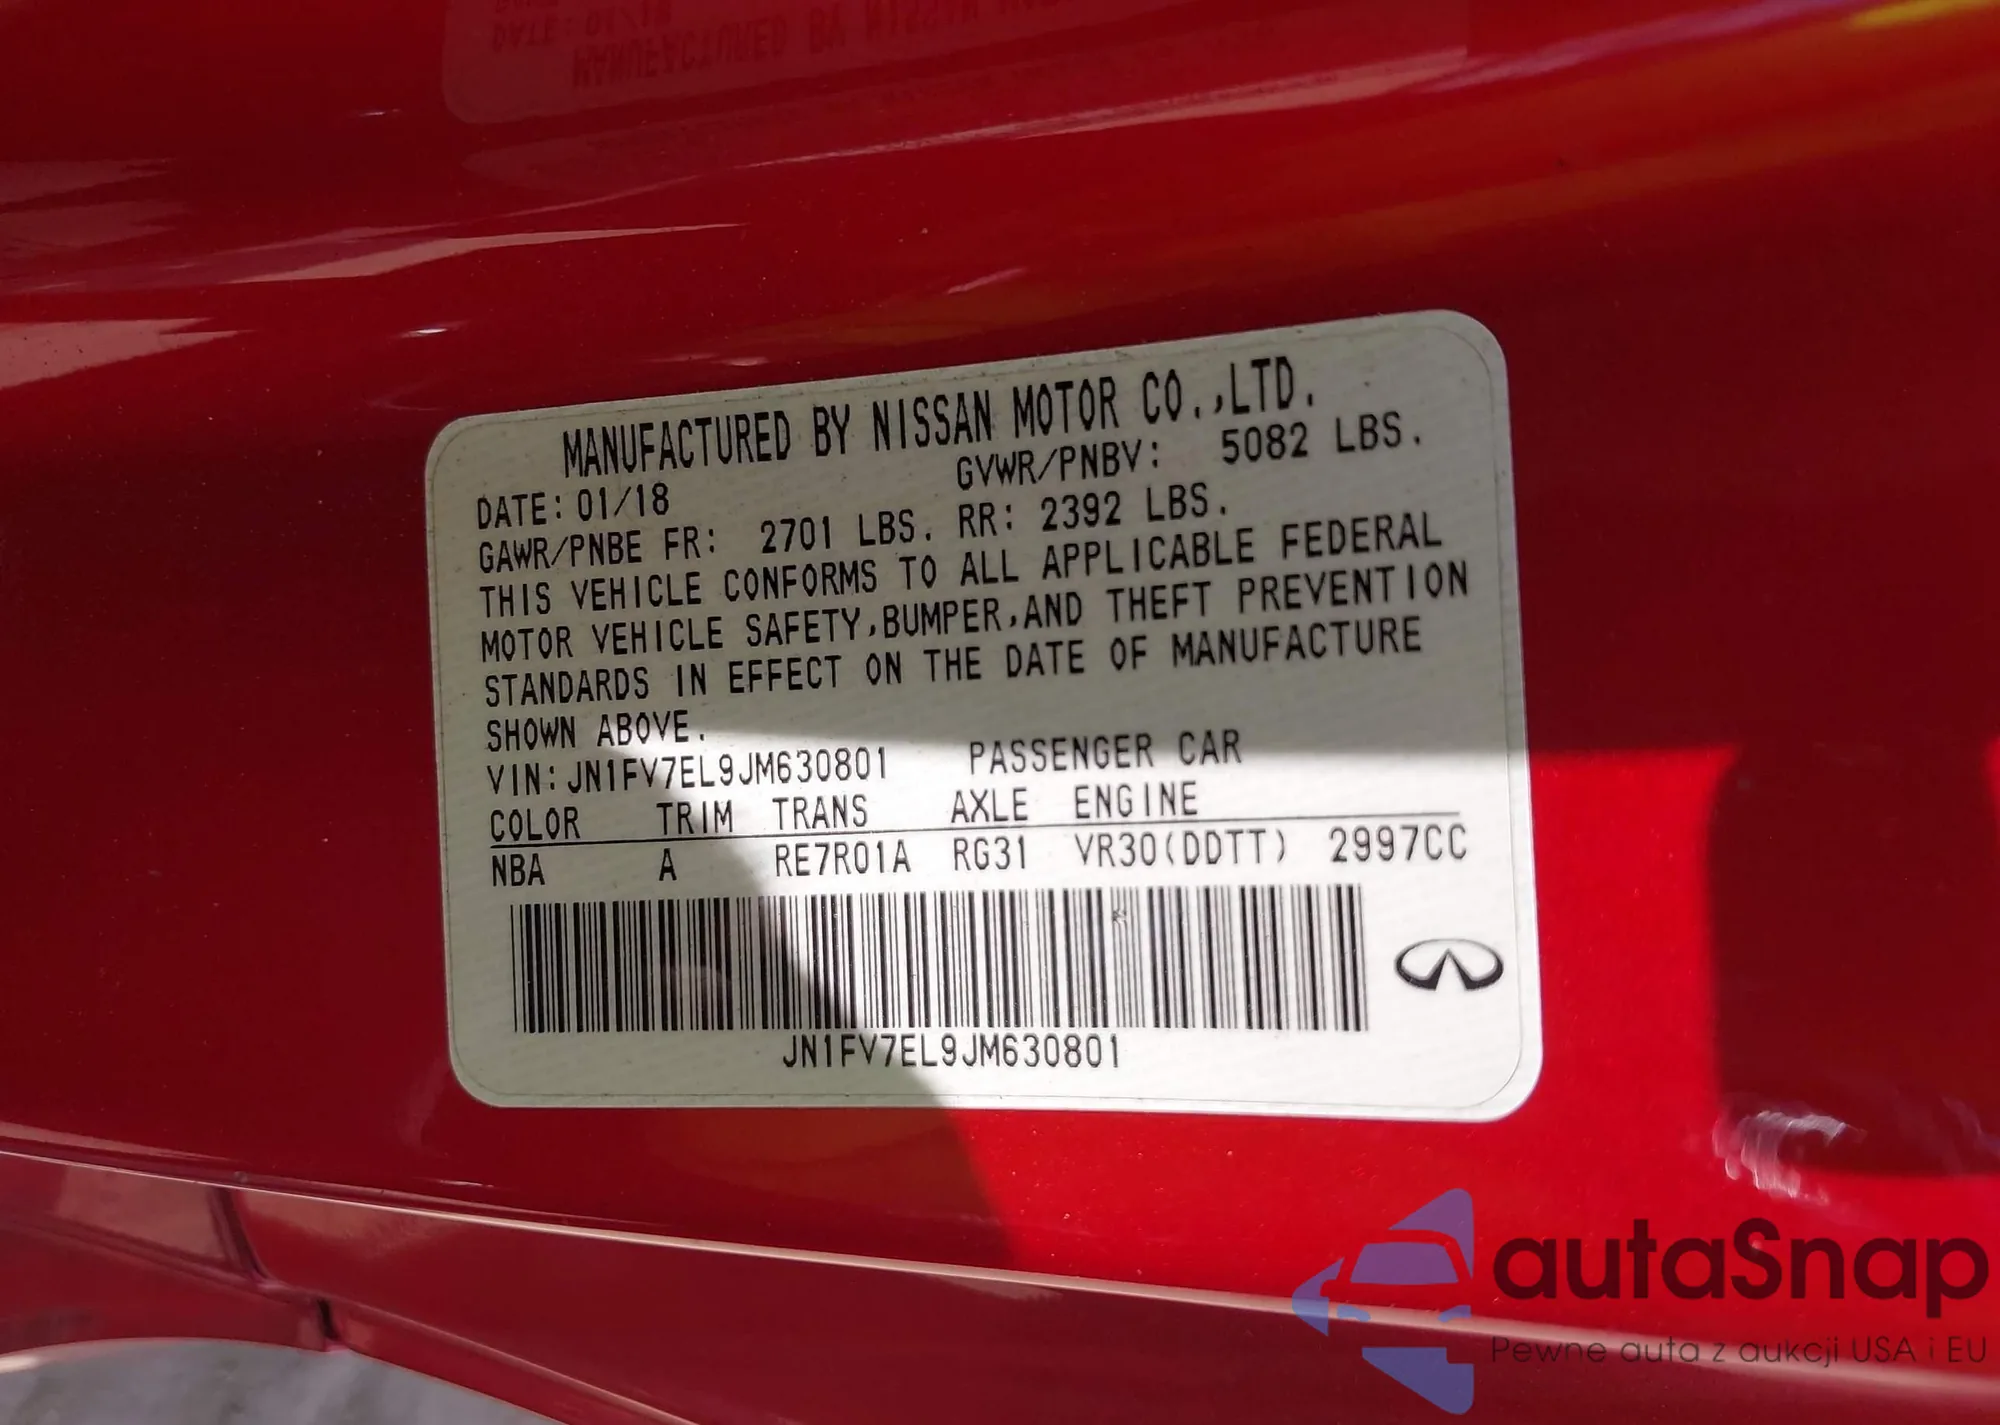 MANUFACTURED BY NISSAN MOTOR CO.,LTD.
DATE:01/18 GVWR/PNBV: 5082 LBS.
GAWR/PNBE FR: 2701 LBS. RR: 2392 LBS.
THIS VEHICLE CONFORMS TO ALL APPLICABLE FEDERAL
MOTOR VEHICLE SAFETY,BUMPER,AND THEFT PREVENTION
STANDARDS IN EFFECT ON THE DATE OF MANUFACTURE
SHOWN ABOVE.
VIN:JN1FV7EL9JM630801 PASSENGER CAR
COLOR TRIM TRANS AXLE ENGINE
NBA A RE7R01A RG31 VR30(DDTT) 2997CC
JN1FV7EL9JM630801
autaSnap
Pewne auta z aukcji USA i EU